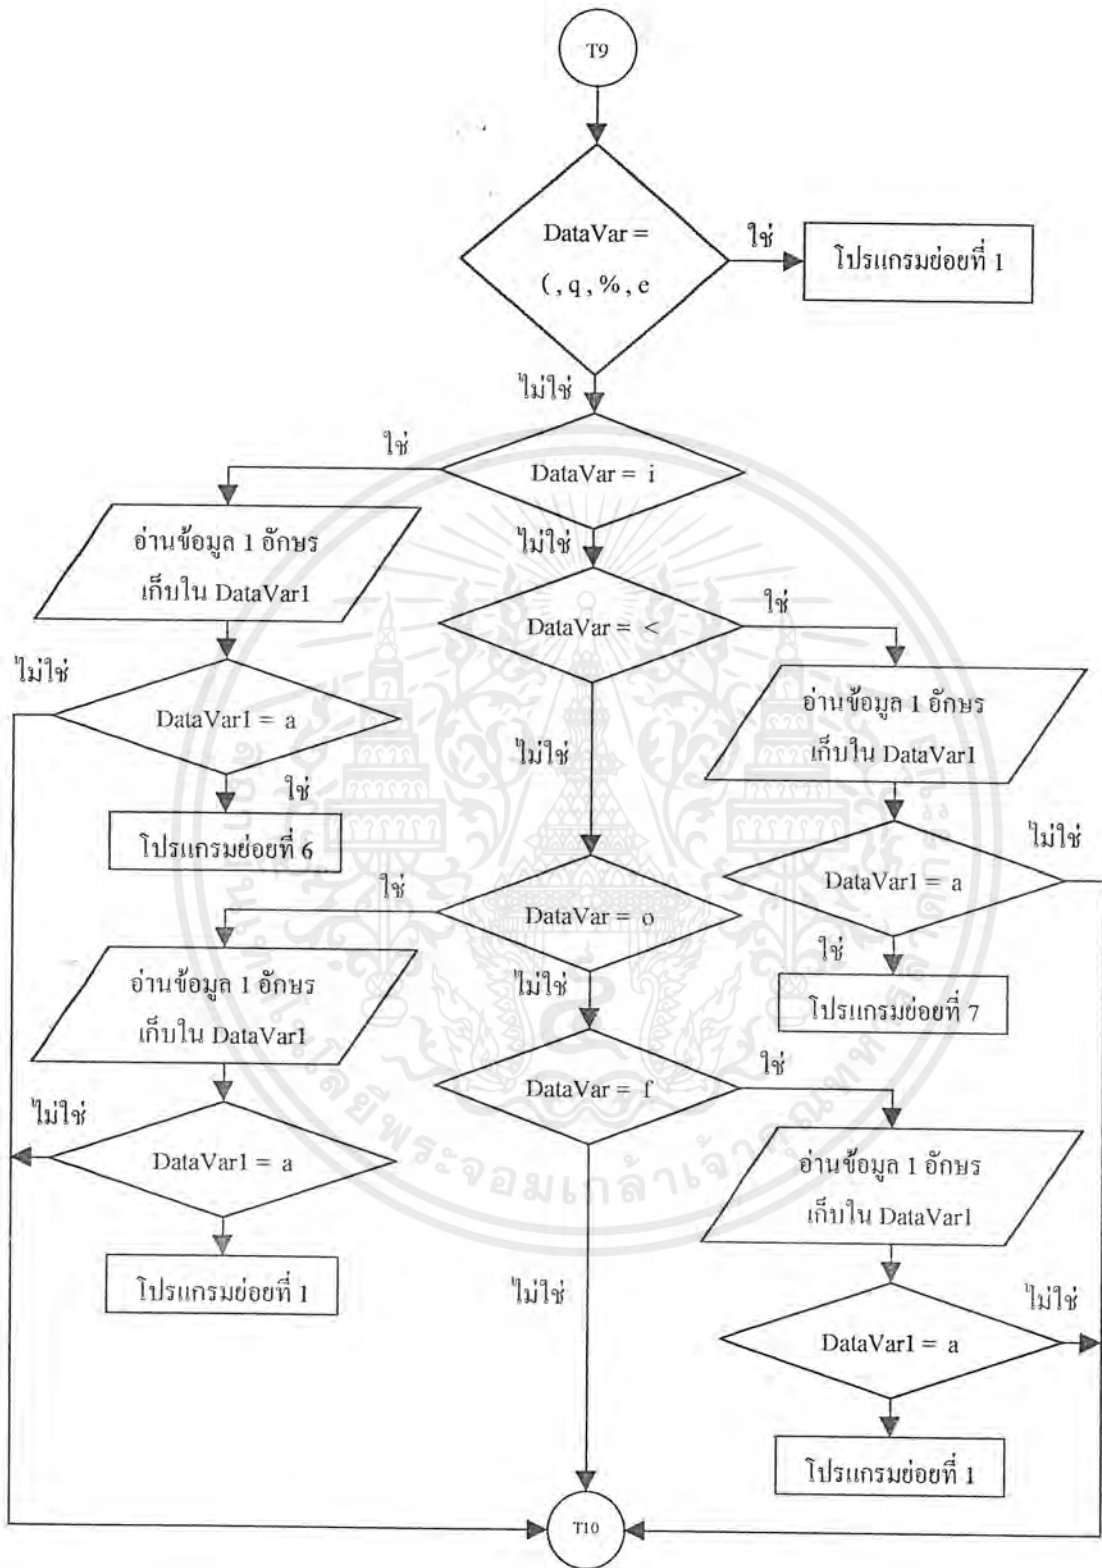 T9
DataVar =
( , q , % , e
ใช่
โปรแกรมย่อยที่ 1
ไม่ใช่
DataVar = i
ใช่
อ่านข้อมูล 1 อักษร
เก็บใน DataVar1
ไม่ใช่
DataVar = <
ใช่
ไม่ใช่
DataVar1 = a
ใช่
โปรแกรมย่อยที่ 6
อ่านข้อมูล 1 อักษร
เก็บใน DataVar1
ไม่ใช่
DataVar1 = a
ไม่ใช่
ใช่
โปรแกรมย่อยที่ 7
DataVar = o
ใช่
อ่านข้อมูล 1 อักษร
เก็บใน DataVar1
ไม่ใช่
DataVar = f
ใช่
ไม่ใช่
DataVar1 = a
โปรแกรมย่อยที่ 1
อ่านข้อมูล 1 อักษร
เก็บใน DataVar1
ไม่ใช่
DataVar1 = a
ไม่ใช่
โปรแกรมย่อยที่ 1
T10